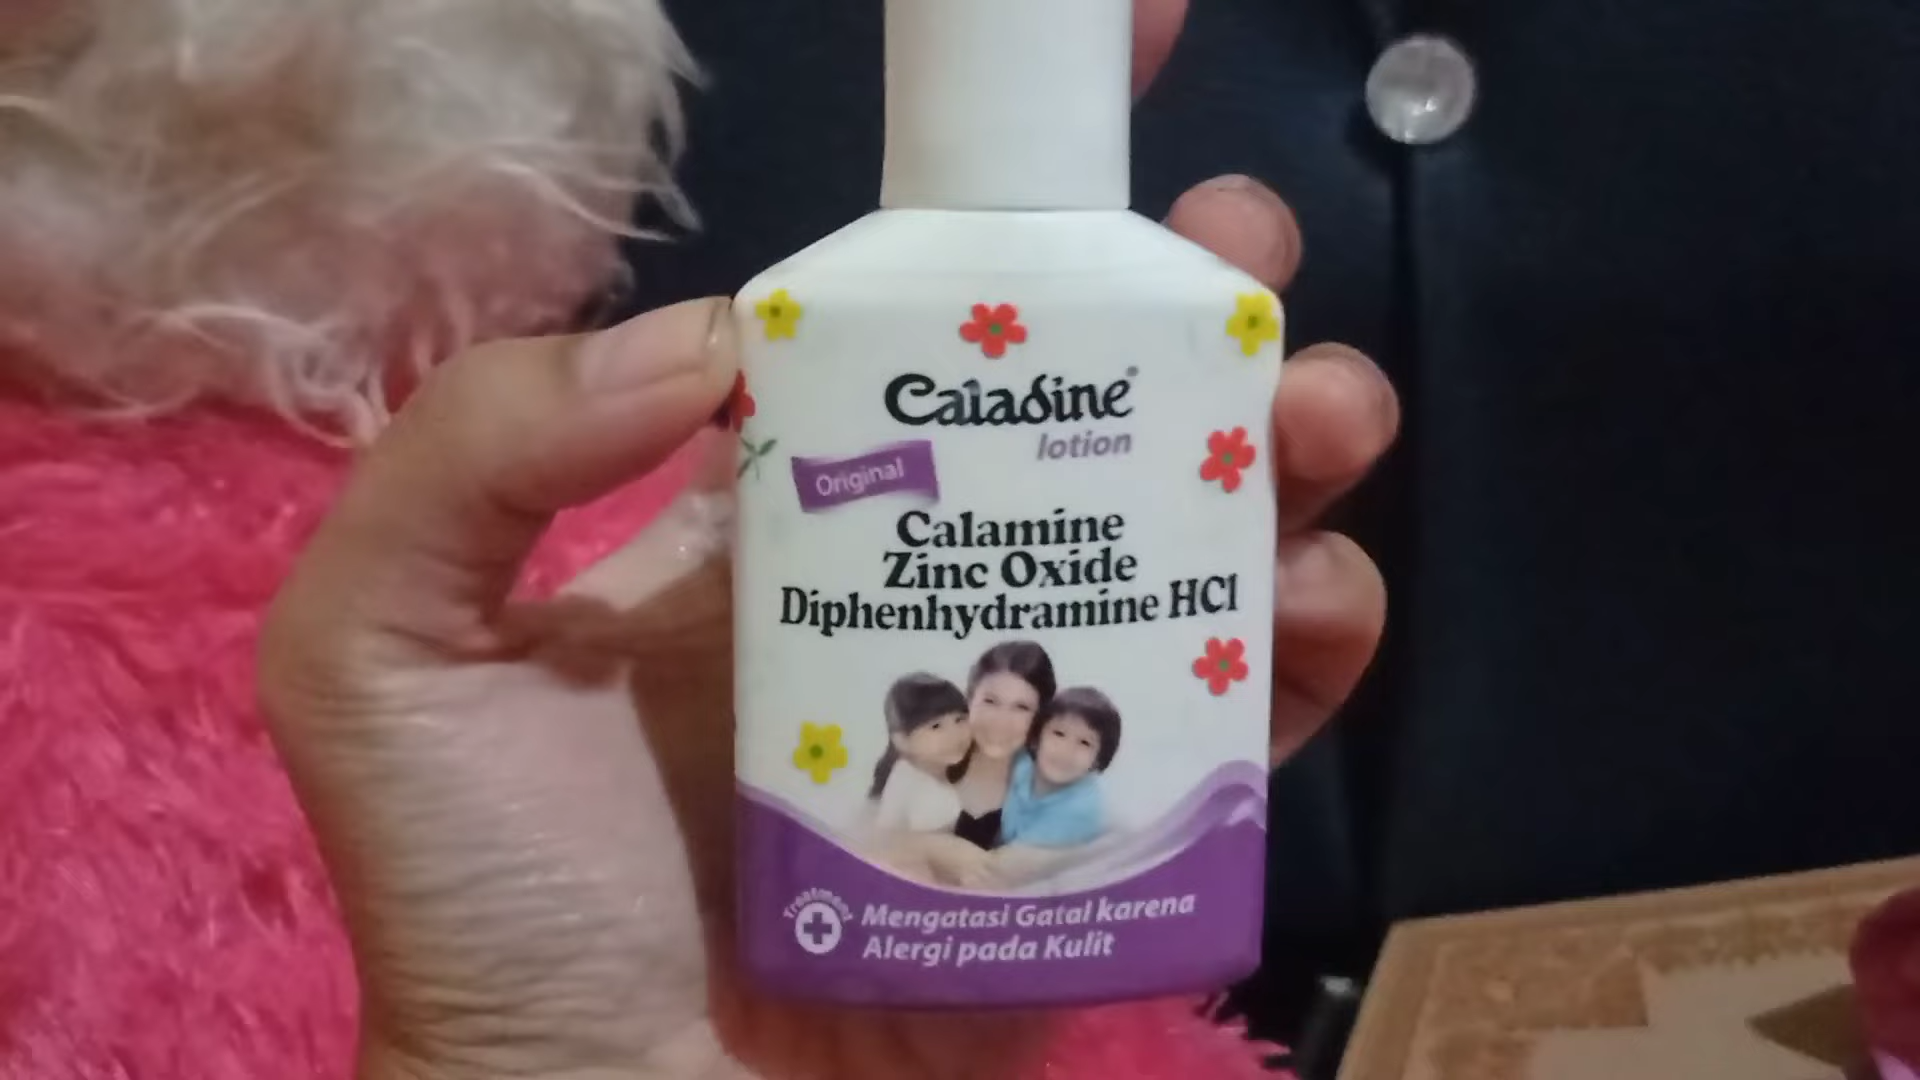 Caladine®
lotion
Original
Calamine
Zinc Oxide
Diphenhydramine HCl
Treatment
Mengatasi Gatal karena
Alergi pada Kulit